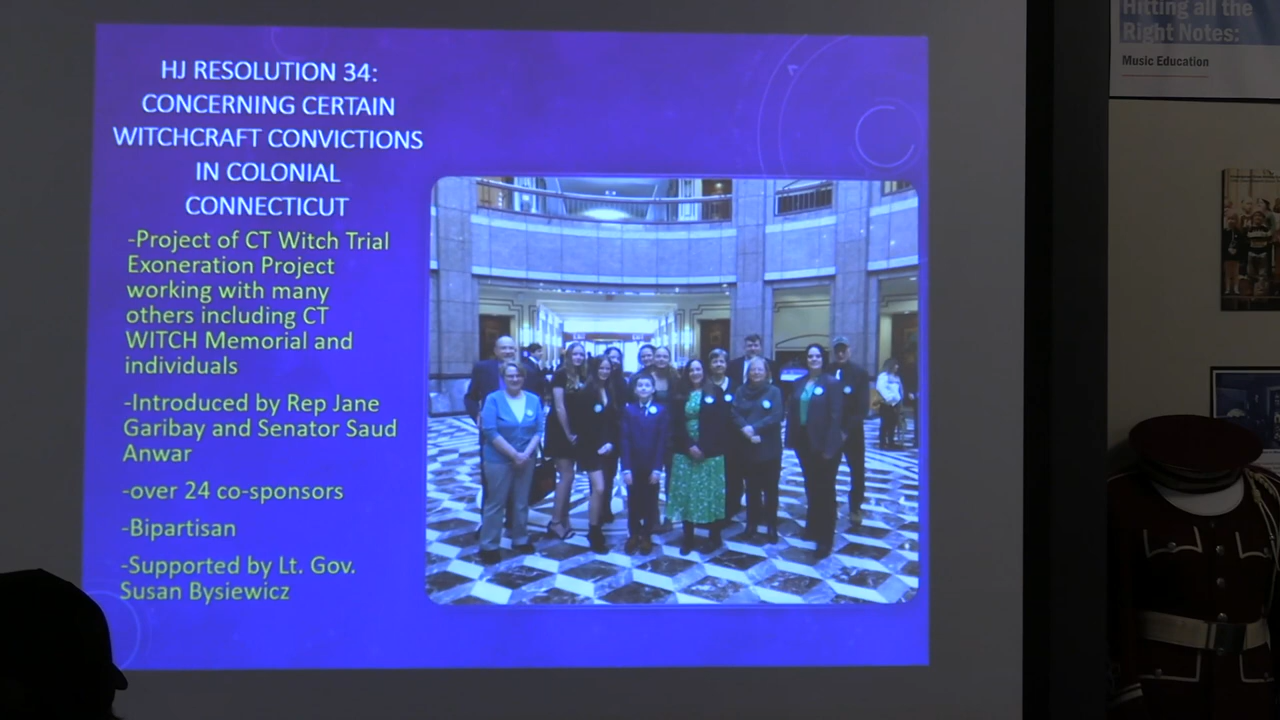 HJ RESOLUTION 34:
CONCERNING CERTAIN
WITCHCRAFT CONVICTIONS
IN COLONIAL
CONNECTICUT
-Project of CT Witch Trial
Exoneration Project
working with many
others including CT
WITCH Memorial and
individuals
-Introduced by Rep Jane
Garibay and Senator Saud
Anwar
-over 24 co-sponsors
-Bipartisan
-Supported by Lt. Gov.
Susan Bysiewicz
Hitting all the
Right Notes:
Music Education